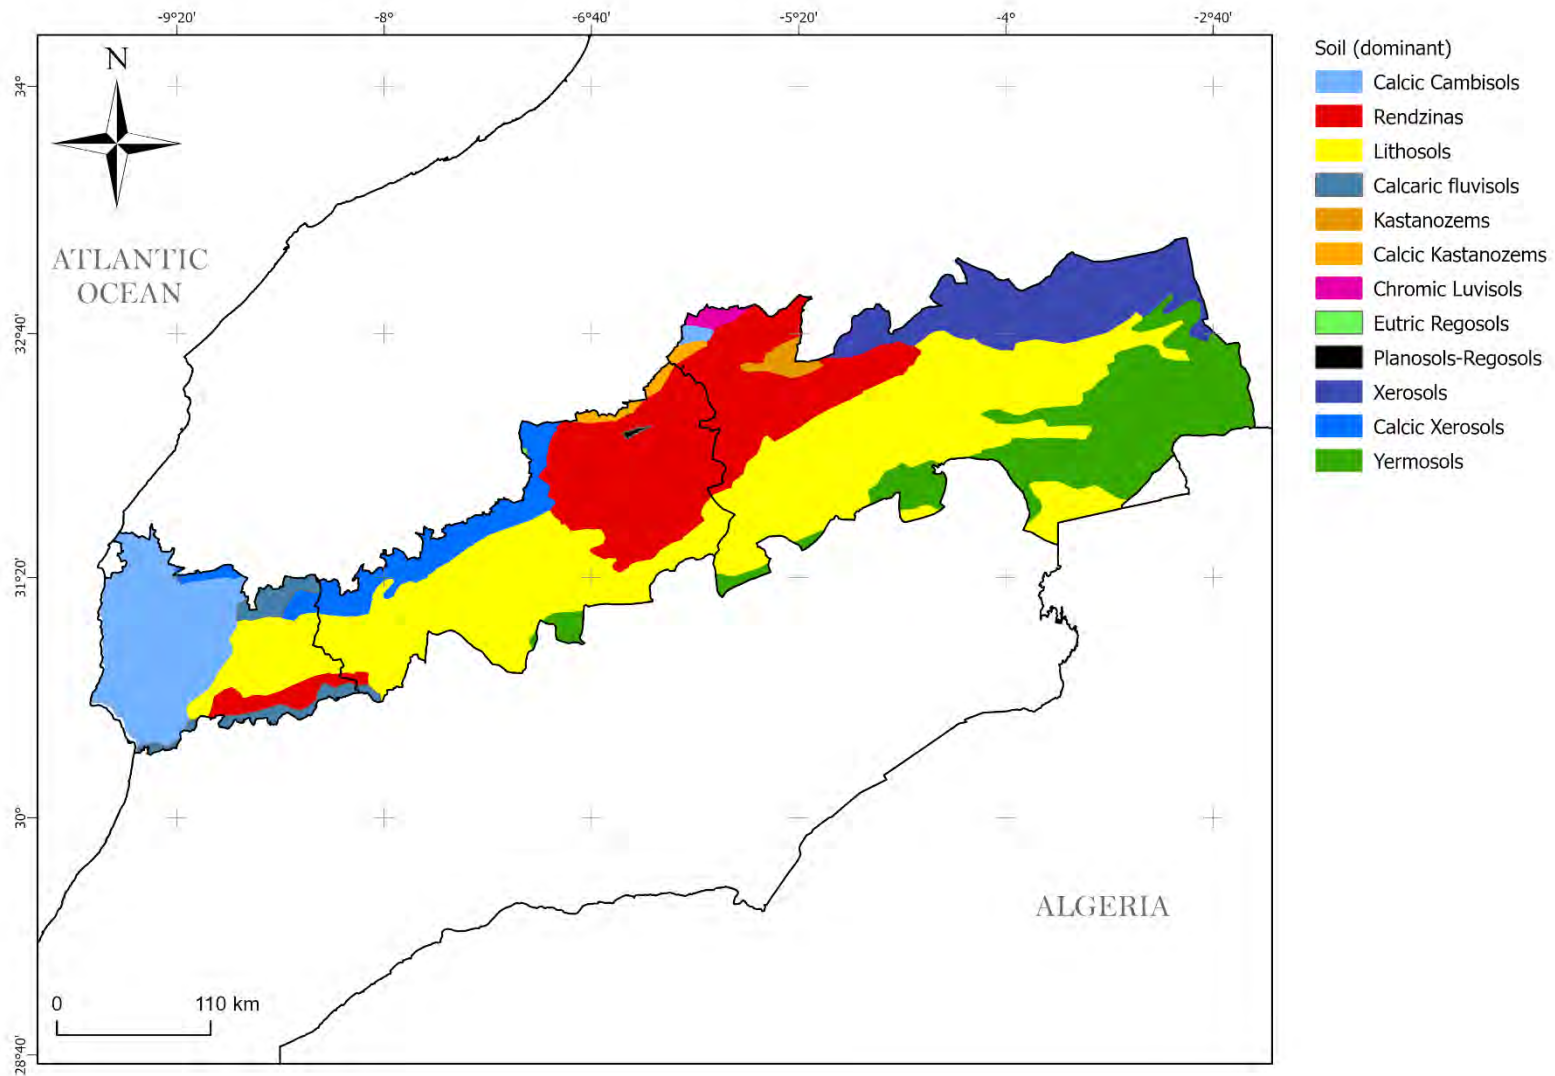 -9°20'
-8°
-6°40'
-5°20'
-4°
-2°40'
34°
32°40'
31°20'
30°
28°40'
N
ATLANTIC
OCEAN
ALGERIA
0
110 km
Soil (dominant)
Calcic Cambisols
Rendzinas
Lithosols
Calcaric fluvisols
Kastanozems
Calcic Kastanozems
Chromic Luvisols
Eutric Regosols
Planosols-Regosols
Xerosols
Calcic Xerosols
Yermosols